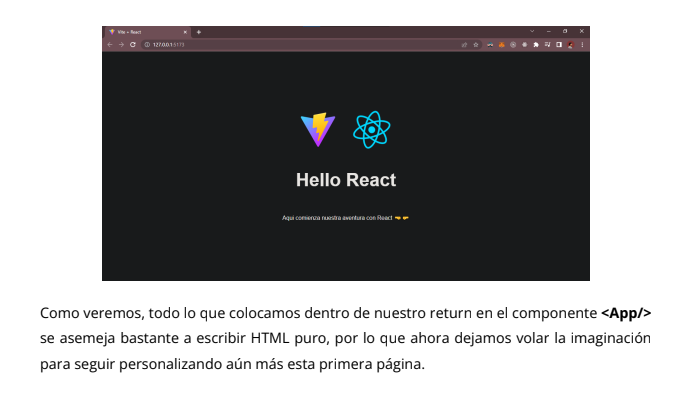 Vite + React
127.0.0.1:5173
Hello React
Aqui comienza nuestra aventura con React
Como veremos, todo lo que colocamos dentro de nuestro return en el componente <App/>
se asemeja bastante a escribir HTML puro, por lo que ahora dejamos volar la imaginación
para seguir personalizando aún más esta primera página.